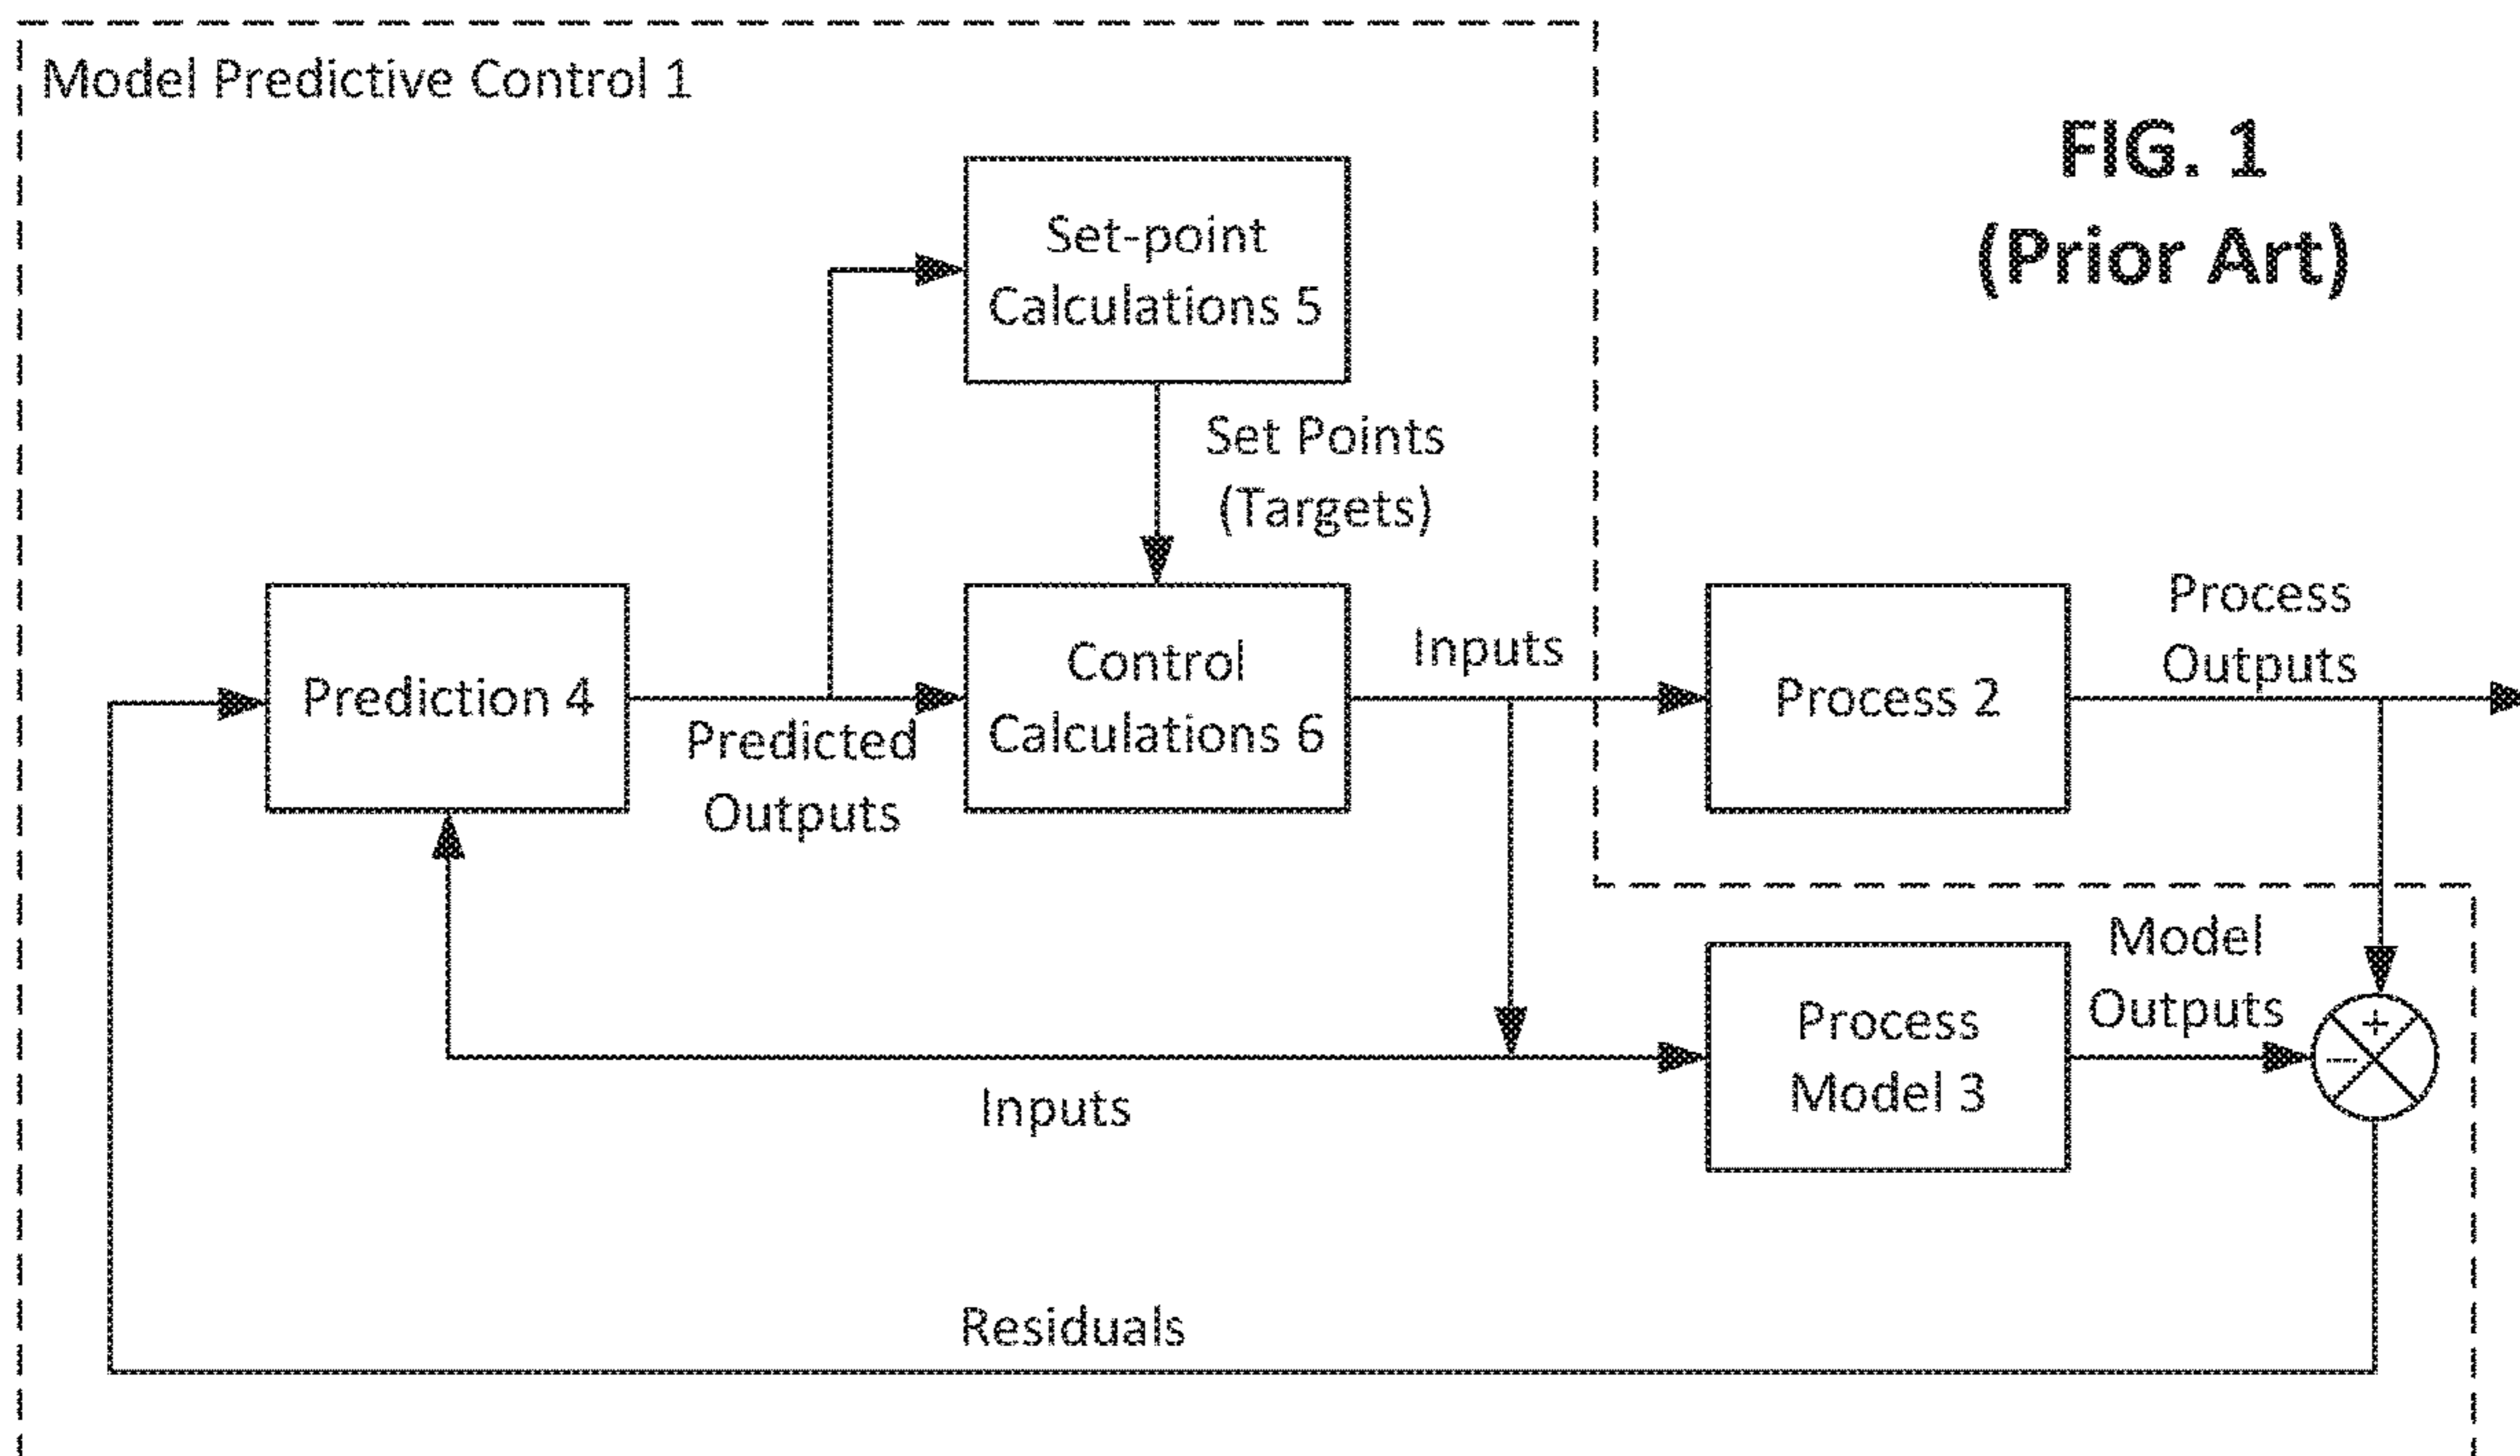 Model Predictive Control 1
FIG. 1
(Prior Art)
Set-point
Calculations 5
Set Points
(Targets)
Prediction 4
Predicted
Outputs
Control
Calculations 6
Inputs
Process 2
Process
Outputs
Inputs
Process
Model 3
Model
Outputs
+
−
Residuals